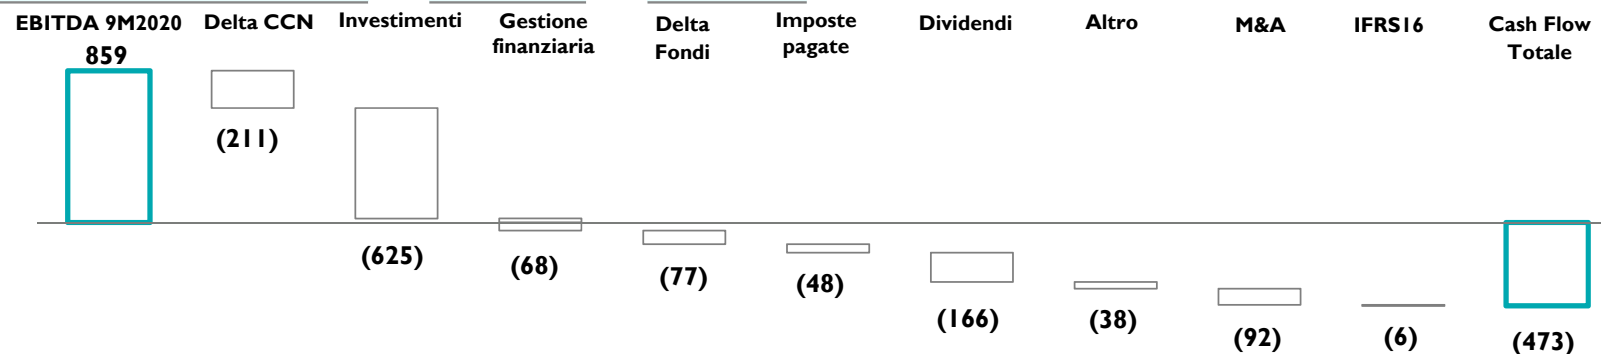 EBITDA 9M2020
859
Delta CCN
(211)
Investimenti
(625)
Gestione
finanziaria
(68)
Delta
Fondi
(77)
Imposte
pagate
(48)
Dividendi
(166)
Altro
(38)
M&A
(92)
IFRS16
(6)
Cash Flow
Totale
(473)